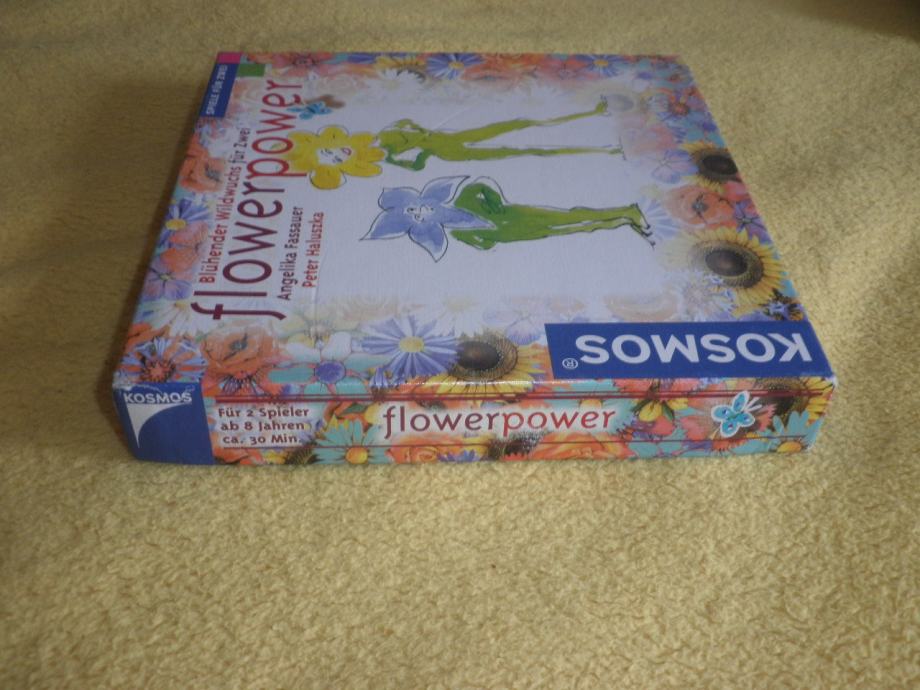 SPIELE FÜR ZWEI
Blühender Wildwuchs für Zwei
flowerpower
Angelika Fassauer
Peter Haluszka
KOSMOS®
KOSMOS
Für 2 Spieler
ab 8 Jahren
ca. 30 Min.
flowerpower